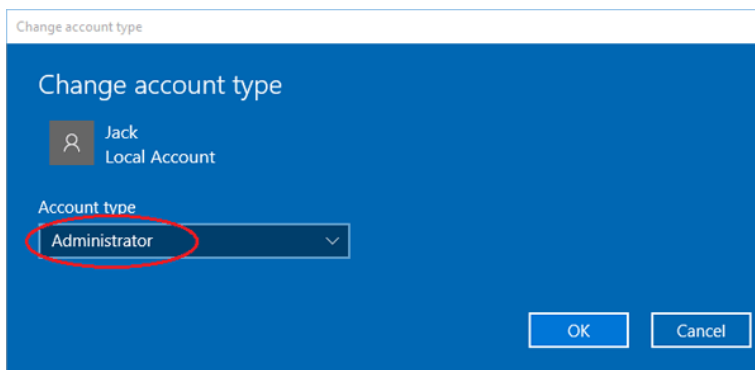 Change account type
Change account type
Jack
Local Account
Account type
Administrator
OK Cancel